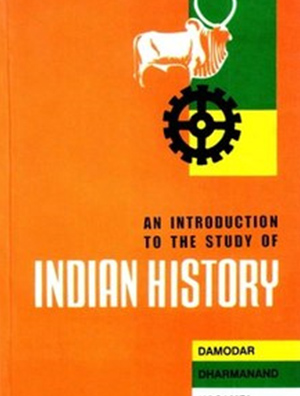 AN INTRODUCTION
TO THE STUDY OF
INDIAN HISTORY
DAMODAR
DHARMANAND